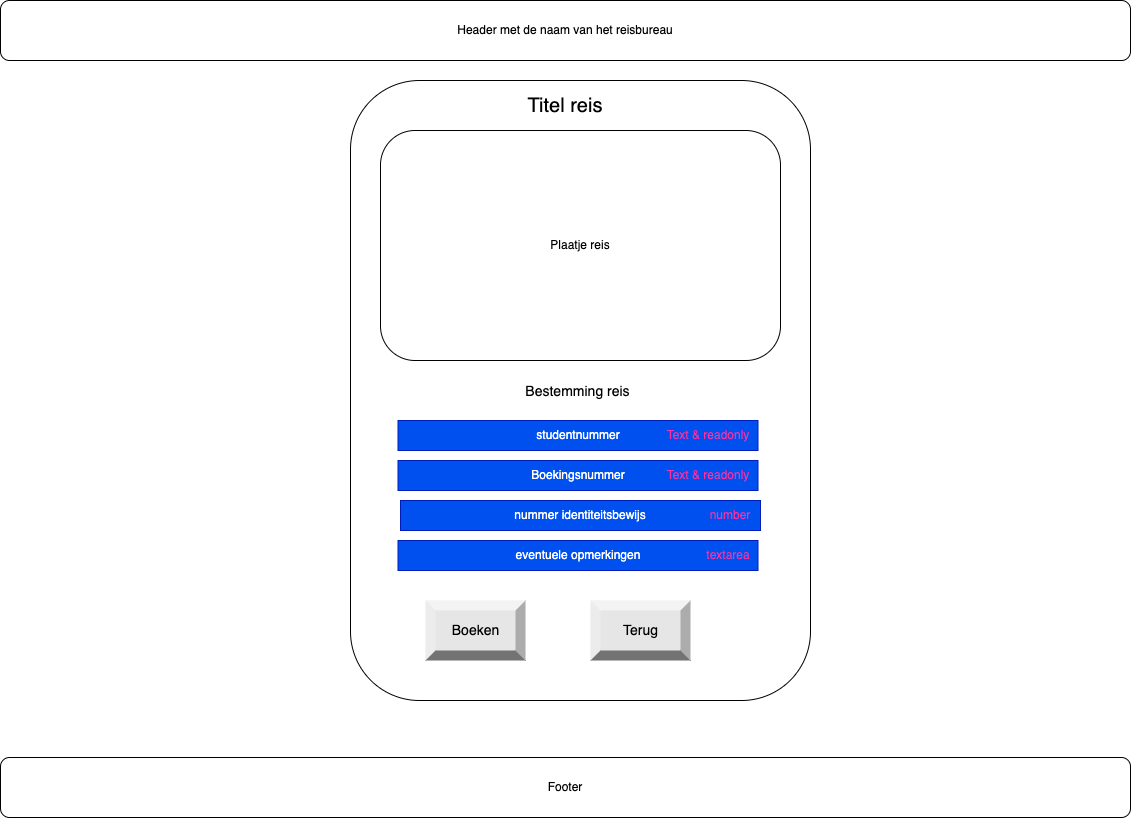 Header met de naam van het reisbureau
Titel reis
Plaatje reis
Bestemming reis
studentnummer Text & readonly
Boekingsnummer Text & readonly
nummer identiteitsbewijs number
eventuele opmerkingen textarea
Boeken Terug
Footer